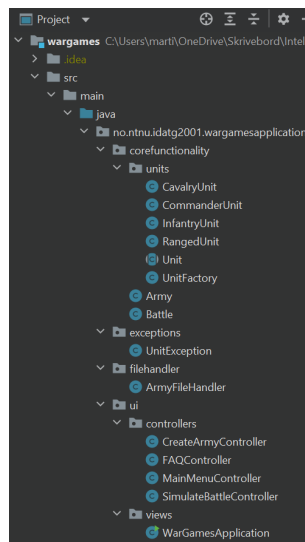 Project
wargames C:\Users\marti\OneDrive\Skrivebord\Intel
.idea
src
main
java
no.ntnu.idatg2001.wargamesapplication
corefunctionality
units
CavalryUnit
CommanderUnit
InfantryUnit
RangedUnit
Unit
UnitFactory
Army
Battle
exceptions
UnitException
filehandler
ArmyFileHandler
ui
controllers
CreateArmyController
FAQController
MainMenuController
SimulateBattleController
views
WarGamesApplication